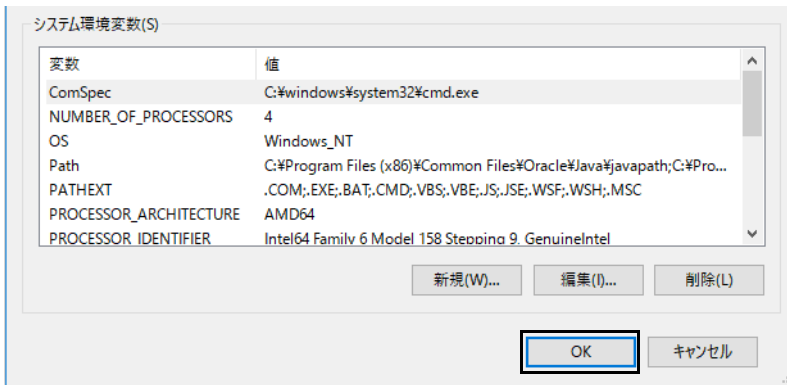 システム環境変数(S)
変数 値
ComSpec C:¥windows¥system32¥cmd.exe
NUMBER_OF_PROCESSORS 4
OS Windows_NT
Path C:¥Program Files (x86)¥Common Files¥Oracle¥Java¥javapath;C:¥Pro...
PATHEXT .COM;.EXE;.BAT;.CMD;.VBS;.VBE;.JS;.JSE;.WSF;.WSH;.MSC
PROCESSOR_ARCHITECTURE AMD64
PROCESSOR_IDENTIFIER Intel64 Family 6 Model 158 Stepping 9, GenuineIntel
新規(W)... 編集(I)... 削除(L)
OK キャンセル